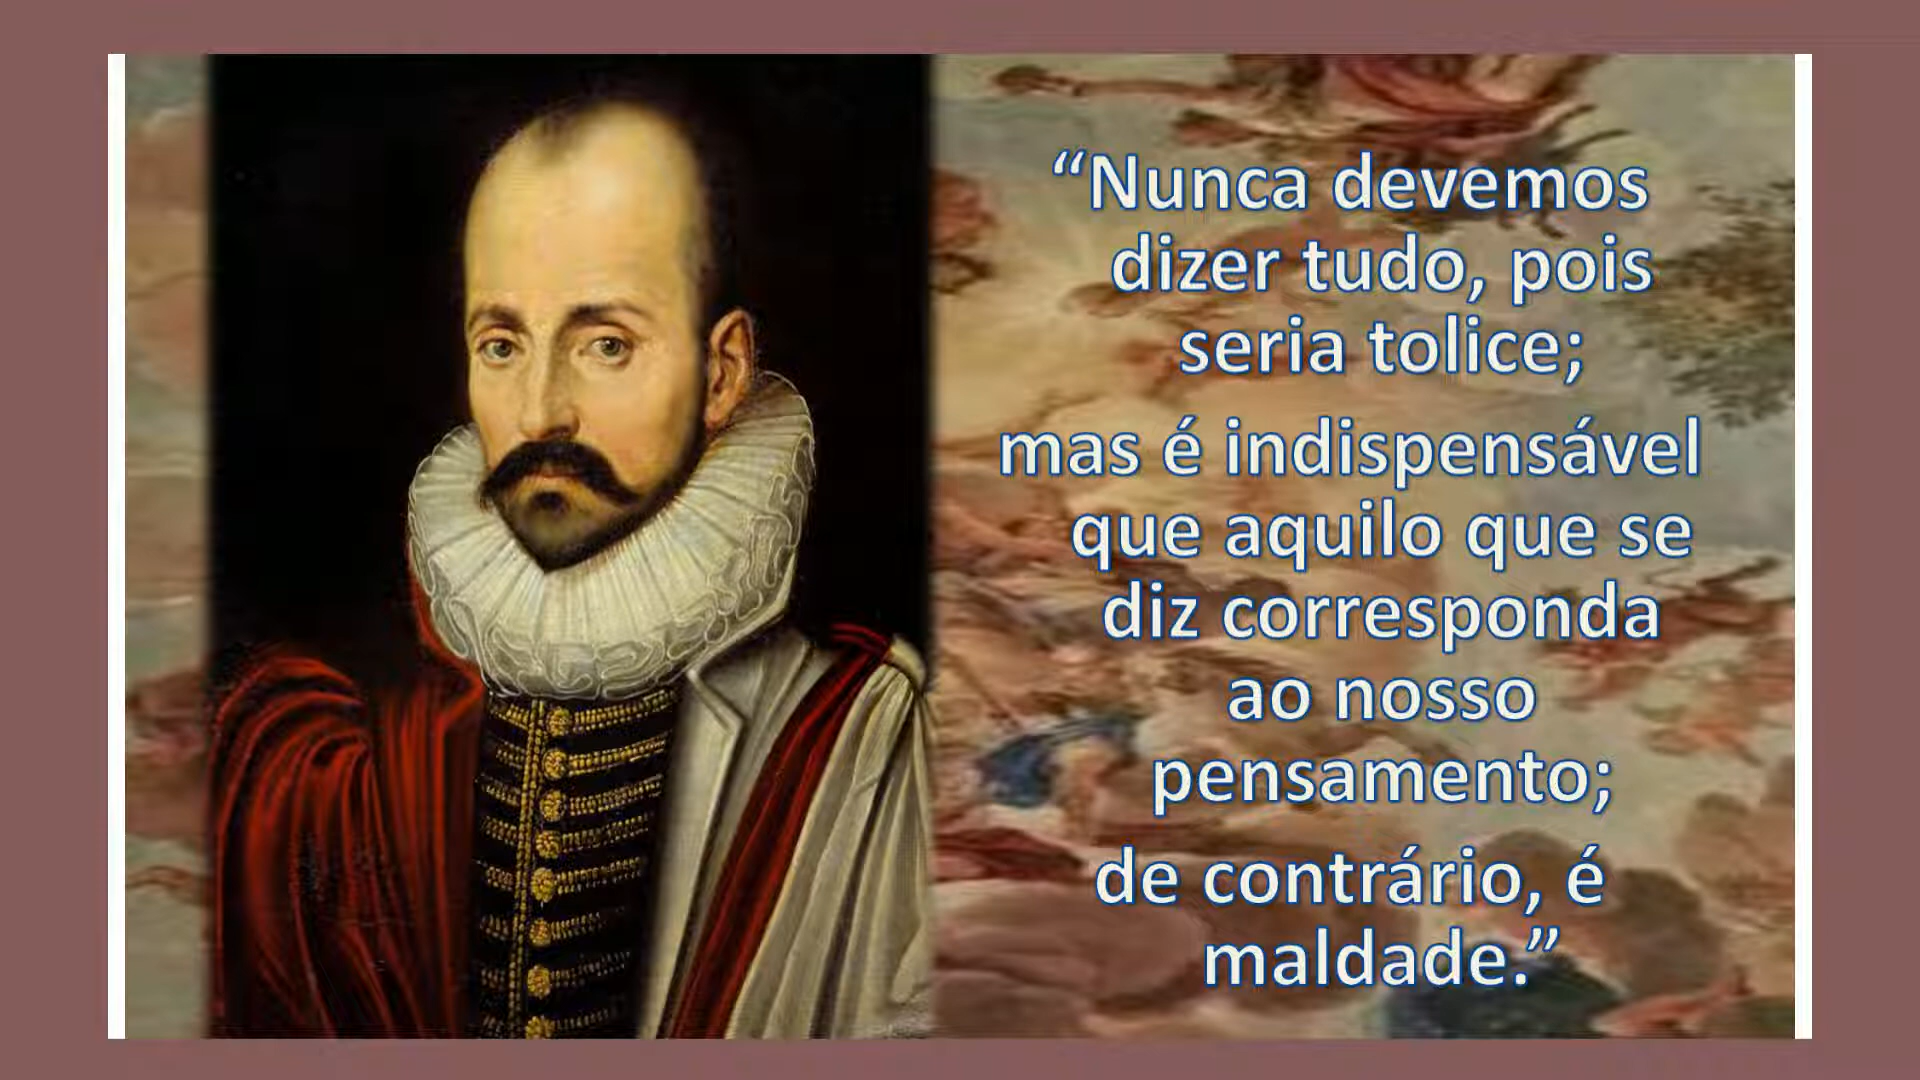 “Nunca devemos
dizer tudo, pois
seria tolice;
mas é indispensável
que aquilo que se
diz corresponda
ao nosso
pensamento;
de contrário, é
maldade.”